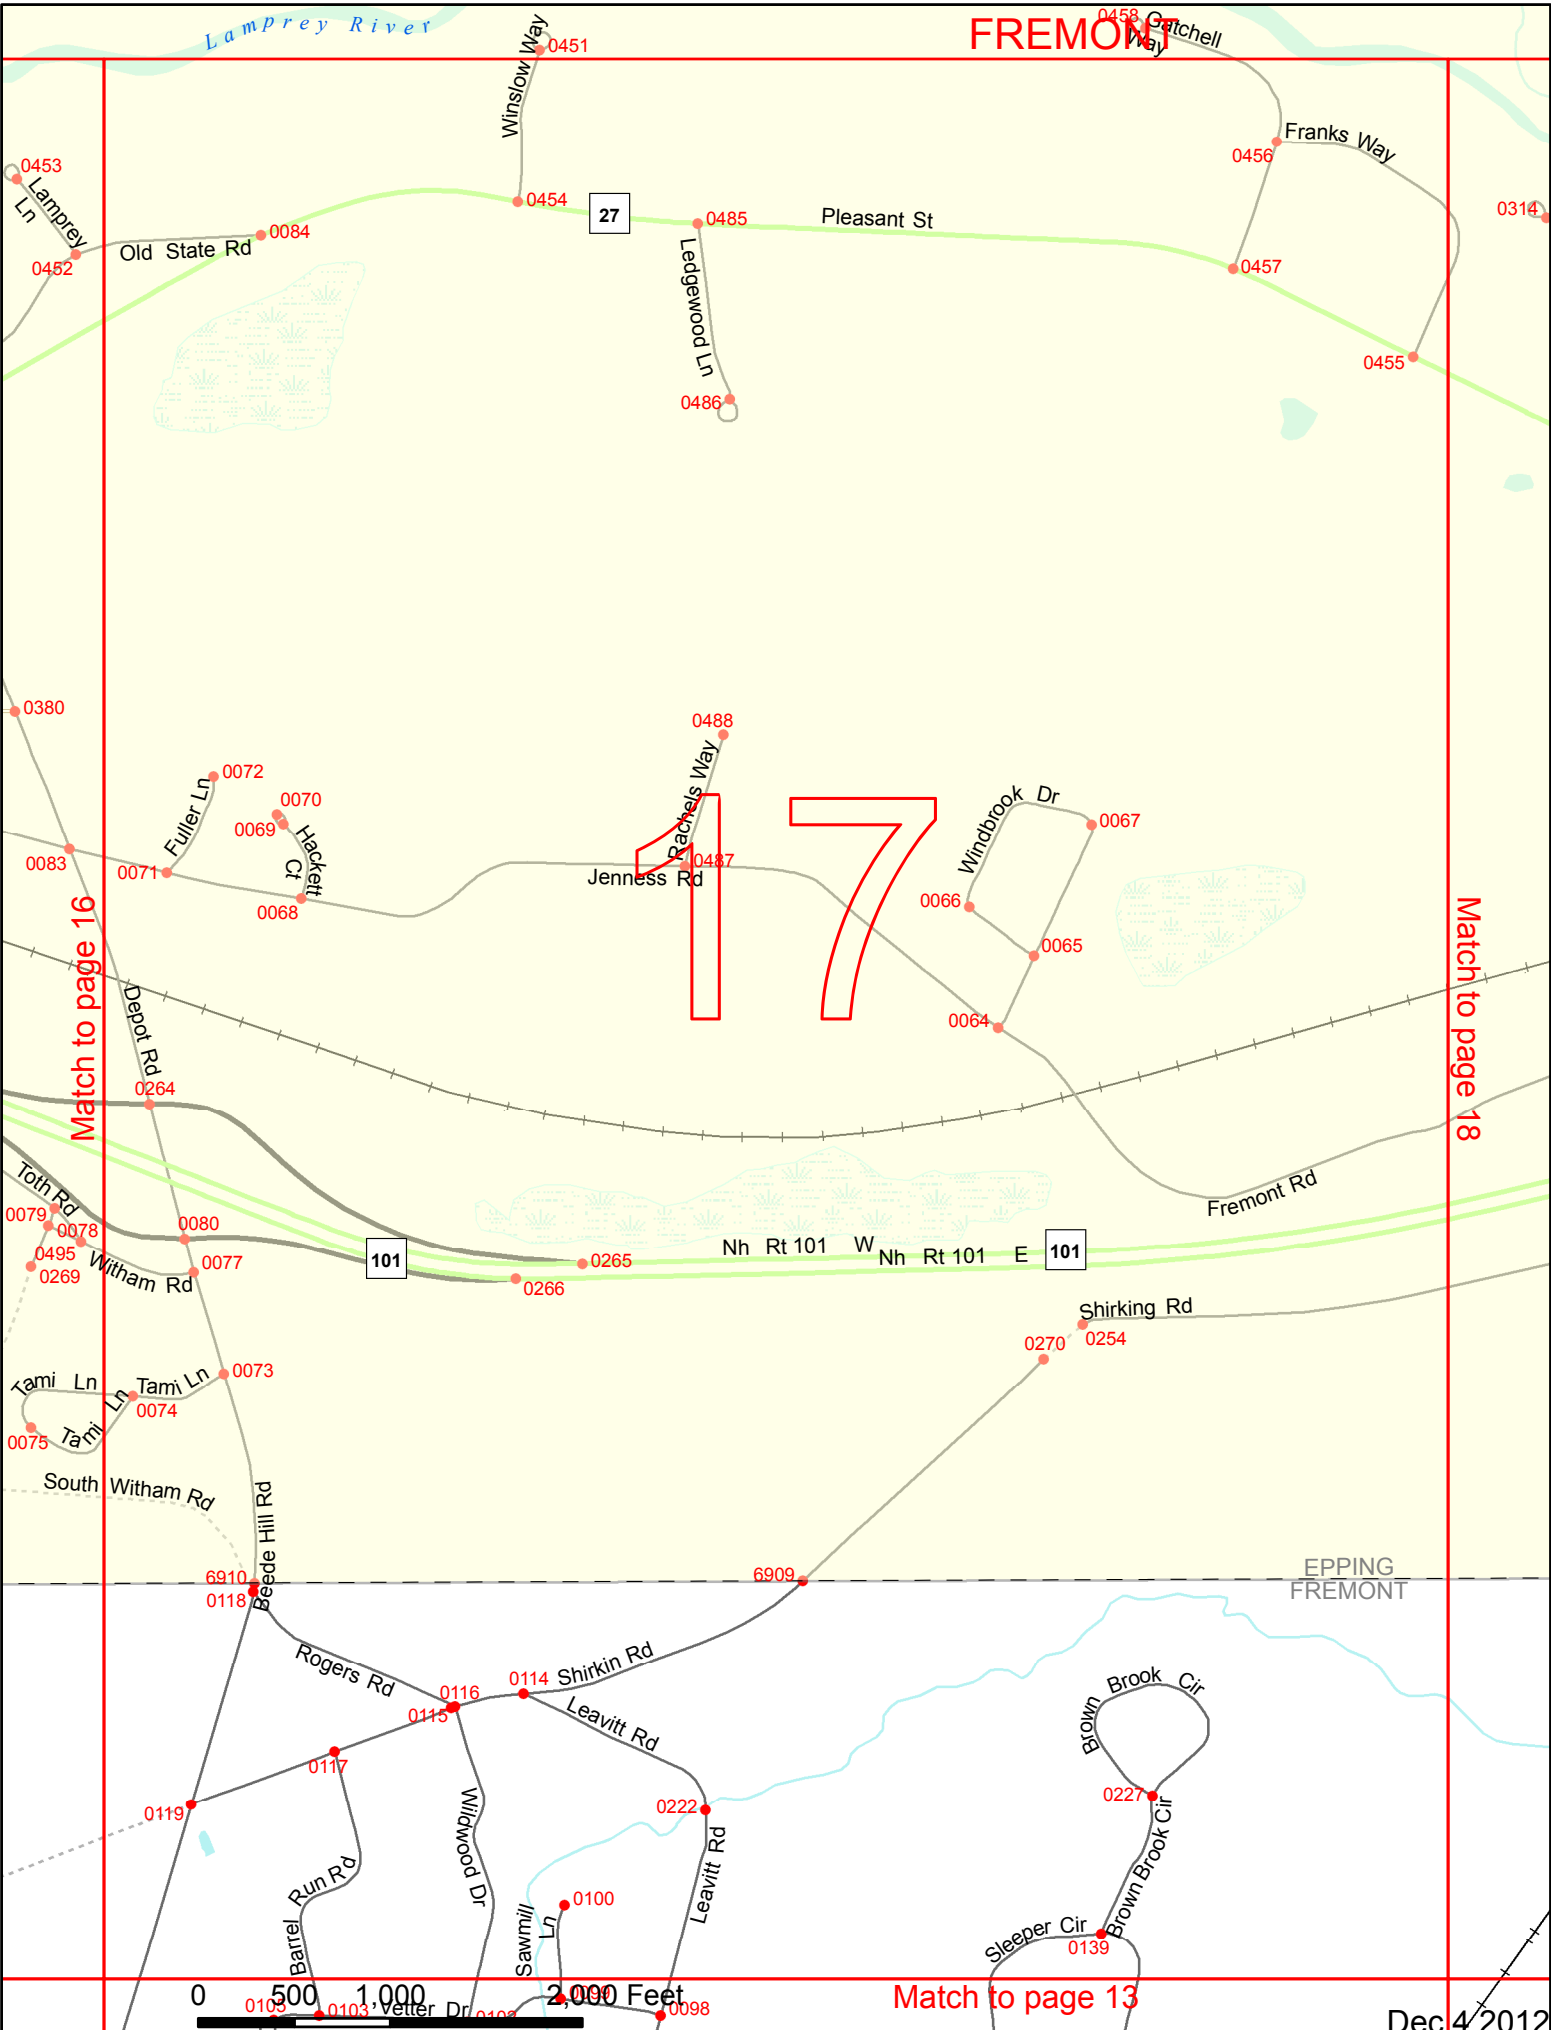 Lamprey River
FREMONT
0458
Gatchell
Way
Winslow Way
0451
0453
Lamprey
Ln
0452
Old State Rd
0084
0454
27
0485
Pleasant St
Franks Way
0456
0457
0314
0455
Ledgewood Ln
0486
0380
0488
Rachels Way
0072
Fuller Ln
0070
0069
Hackett
Ct
0083
0071
0068
0487
Jenness Rd
17
Windbrook Dr
0067
0066
0065
0064
Match to page 16
Match to page 18
Depot Rd
0264
Toth Rd
0079
0078
0080
0495
0077
0269
Witham Rd
101
0265
0266
Nh Rt 101 W
Nh Rt 101 E
101
Fremont Rd
Shirking Rd
0254
0270
0073
Tami Ln
Tami Ln
0074
Tami Ln
0075
South Witham Rd
Beede Hill Rd
6910
0118
6909
EPPING
FREMONT
Rogers Rd
0116
0115
0114
Shirkin Rd
Leavitt Rd
0117
0119
Wildwood Dr
0222
Brown Brook Cir
0227
Brown Brook Cir
Barrel Run Rd
Leavitt Rd
0100
Sawmill
Ln
Sleeper Cir
0139
0 500 1,000 2,000 Feet
0105
0103
Vetter Dr
0102
0099
0098
Match to page 13
Dec 4 2012